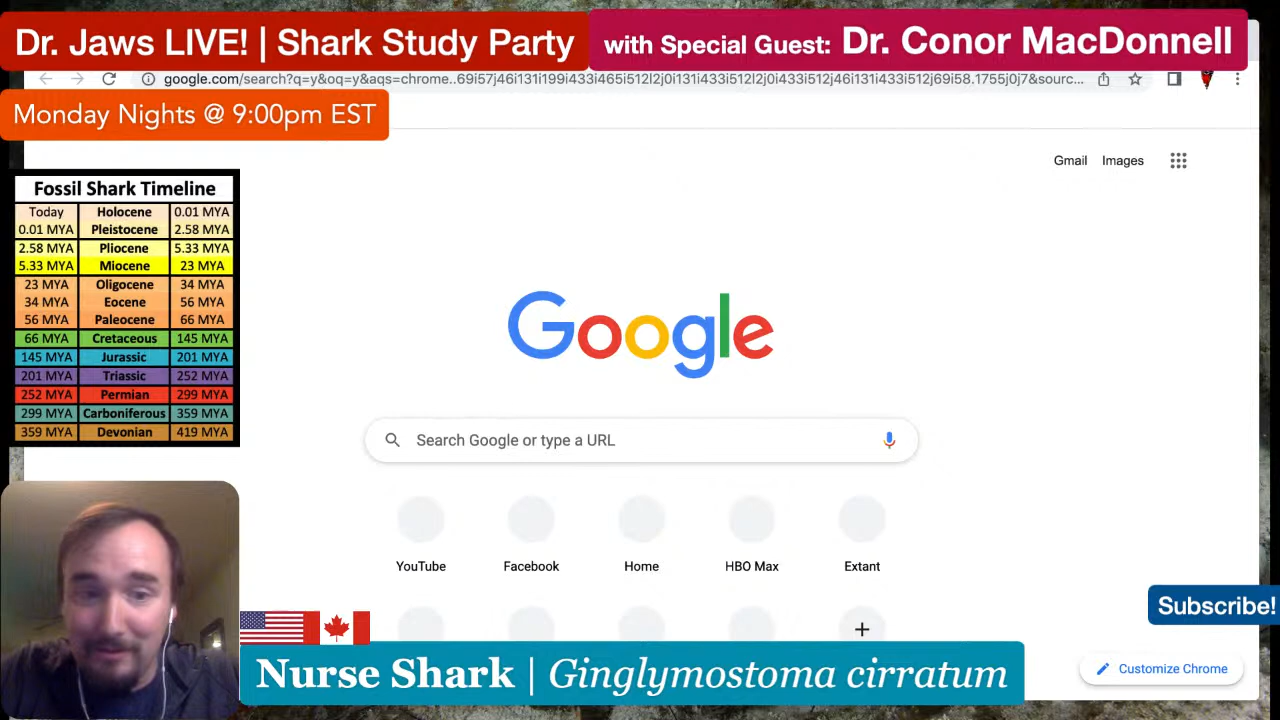 Dr. Jaws LIVE! | Shark Study Party
with Special Guest: Dr. Conor MacDonnell
google.com/search?q=y&oq=y&aqs=chrome..69i57j46i131i199i433i465i512l2j0i131i433i512l2j0i433i512j46i131i433i512j69i58.1755j0j7&sourc...
Monday Nights @ 9:00pm EST
Gmail Images
Fossil Shark Timeline
Today Holocene 0.01 MYA
0.01 MYA Pleistocene 2.58 MYA
2.58 MYA Pliocene 5.33 MYA
5.33 MYA Miocene 23 MYA
23 MYA Oligocene 34 MYA
34 MYA Eocene 56 MYA
56 MYA Paleocene 66 MYA
66 MYA Cretaceous 145 MYA
145 MYA Jurassic 201 MYA
201 MYA Triassic 252 MYA
252 MYA Permian 299 MYA
299 MYA Carboniferous 359 MYA
359 MYA Devonian 419 MYA
Google
Search Google or type a URL
YouTube Facebook Home HBO Max Extant
Subscribe!
Nurse Shark | Ginglymostoma cirratum
Customize Chrome